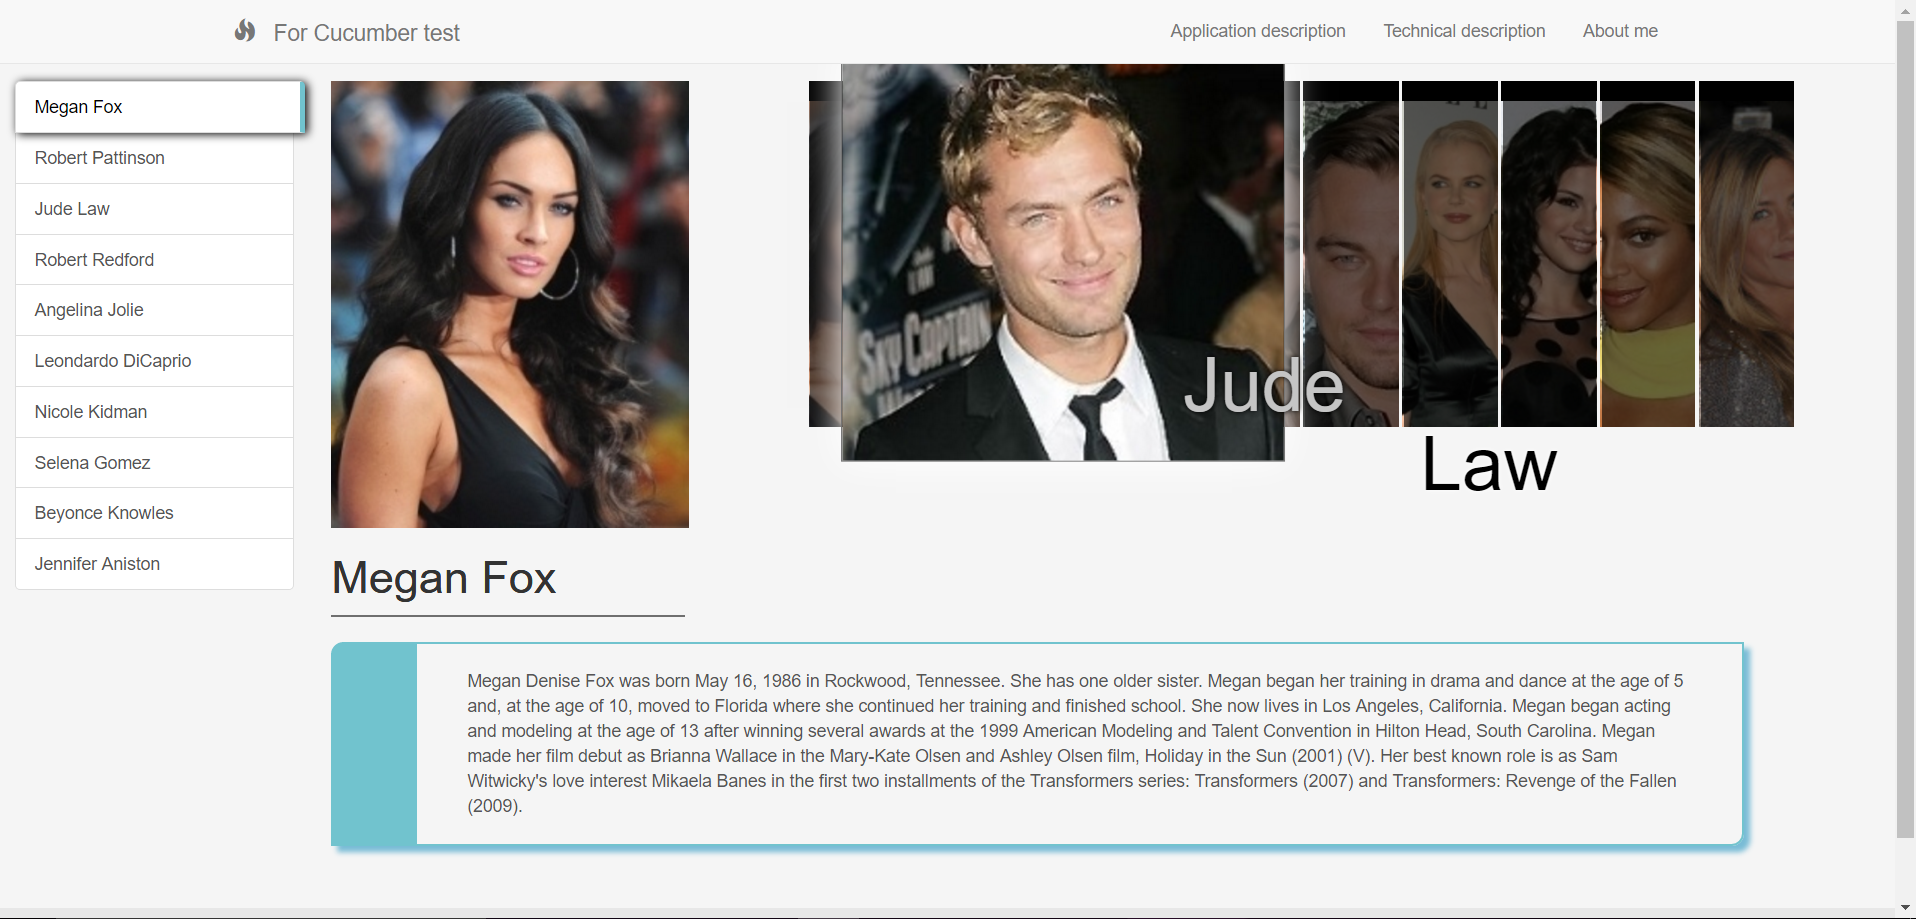 For Cucumber test
Application description
Technical description
About me
Megan Fox
Robert Pattinson
Jude Law
Robert Redford
Angelina Jolie
Leondardo DiCaprio
Nicole Kidman
Selena Gomez
Beyonce Knowles
Jennifer Aniston
SKY CAPTAIN
Jude
Law
Megan Fox
Megan Denise Fox was born May 16, 1986 in Rockwood, Tennessee. She has one older sister. Megan began her training in drama and dance at the age of 5
and, at the age of 10, moved to Florida where she continued her training and finished school. She now lives in Los Angeles, California. Megan began acting
and modeling at the age of 13 after winning several awards at the 1999 American Modeling and Talent Convention in Hilton Head, South Carolina. Megan
made her film debut as Brianna Wallace in the Mary-Kate Olsen and Ashley Olsen film, Holiday in the Sun (2001) (V). Her best known role is as Sam
Witwicky's love interest Mikaela Banes in the first two installments of the Transformers series: Transformers (2007) and Transformers: Revenge of the Fallen
(2009).